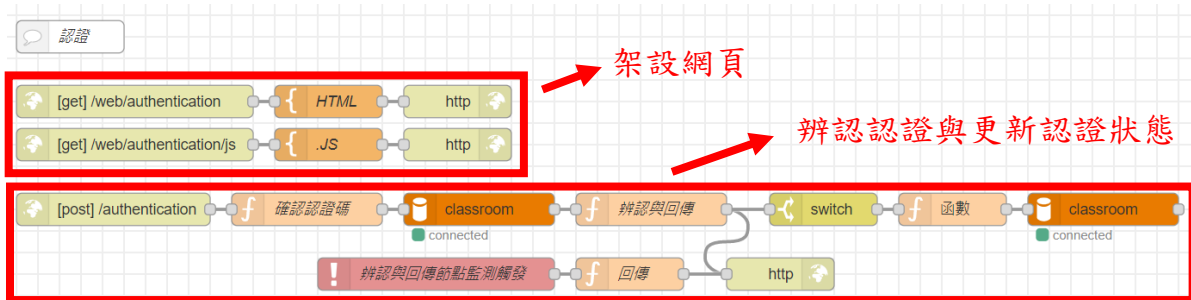 認證
架設網頁
[get] /web/authentication HTML http
[get] /web/authentication/js .JS http
辨認認證與更新認證狀態
[post] /authentication 確認認證碼 classroom 辨認與回傳 switch 函數 classroom
connected connected
辨認與回傳節點監測觸發 回傳 http